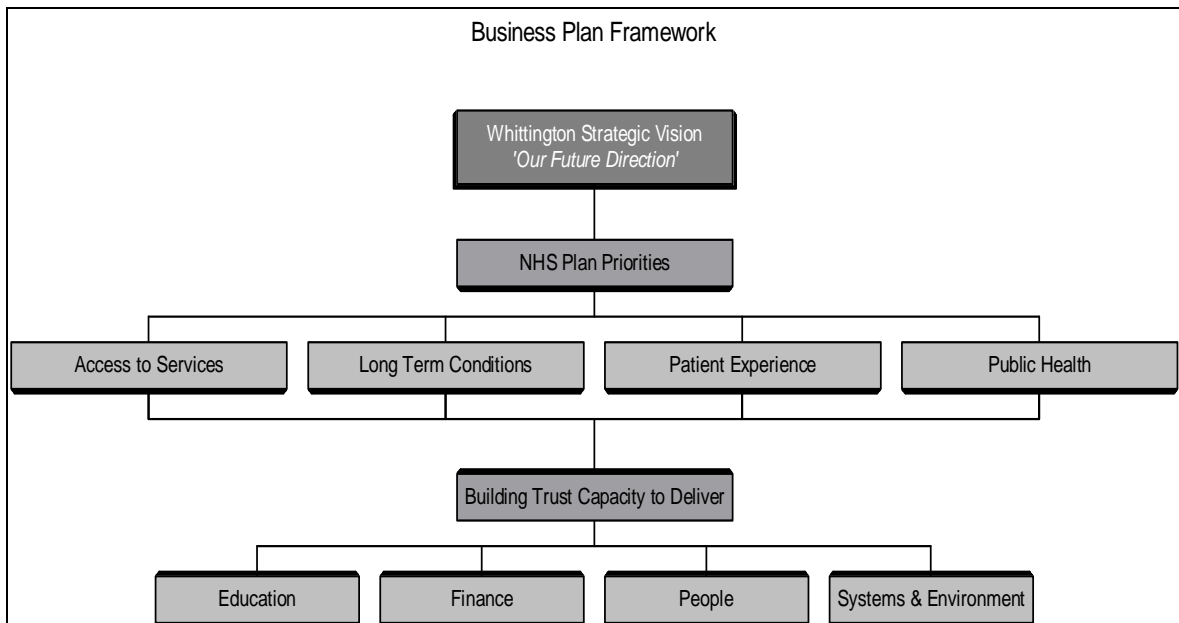 Business Plan Framework
Whittington Strategic Vision
'Our Future Direction'
NHS Plan Priorities
Access to Services
Long Term Conditions
Patient Experience
Public Health
Building Trust Capacity to Deliver
Education
Finance
People
Systems & Environment